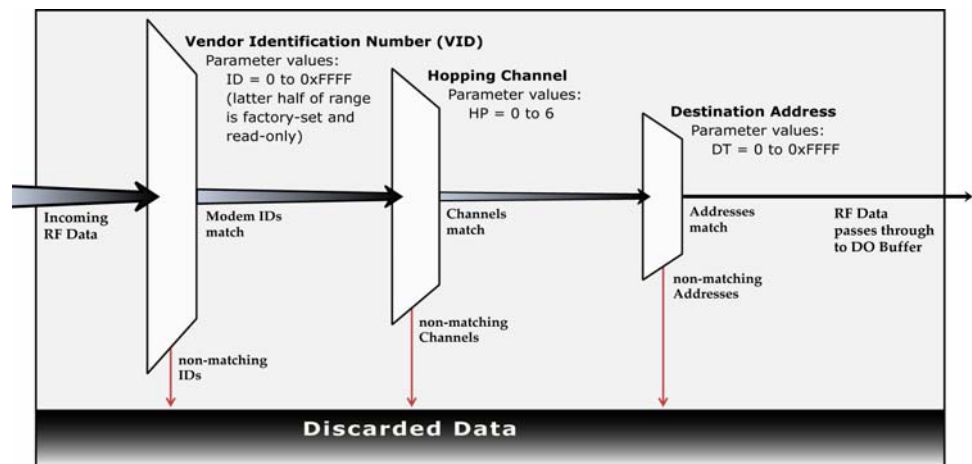 Vendor Identification Number (VID)
Parameter values:
ID = 0 to 0xFFFF
(latter half of range
is factory-set and
read-only)
Hopping Channel
Parameter values:
HP = 0 to 6
Destination Address
Parameter values:
DT = 0 to 0xFFFF
Incoming
RF Data
Modem IDs
match
Channels
match
Addresses
match
RF Data
passes through
to DO Buffer
non-matching
IDs
non-matching
Channels
non-matching
Addresses
Discarded Data